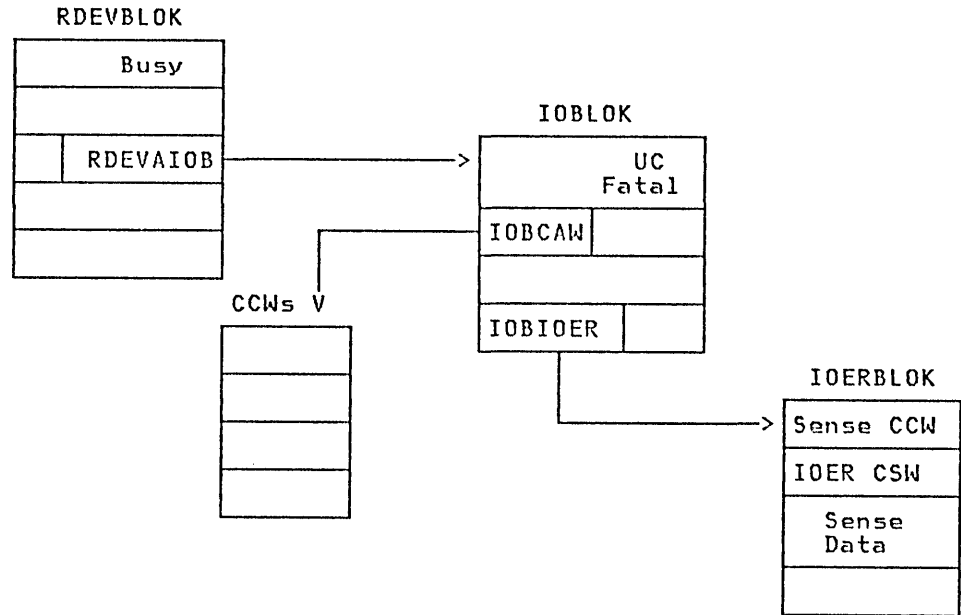 RDEVBLOK
Busy
RDEVAIOB
IOBLOK
UC
Fatal
IOBCAW
IOBIOER
CCWs
IOERBLOK
Sense CCW
IOER CSW
Sense
Data